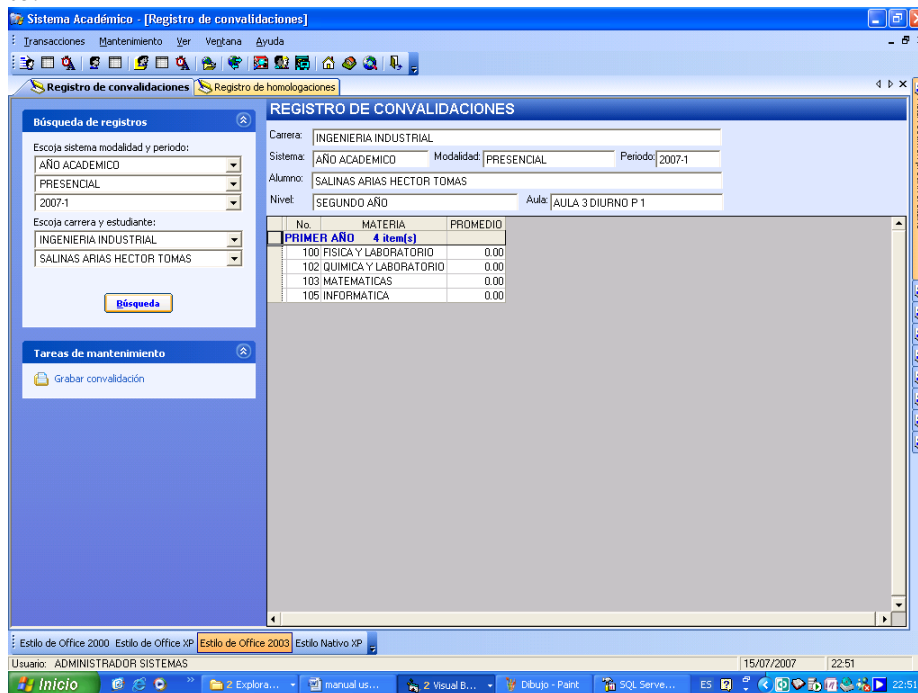 Sistema Académico - [Registro de convalidaciones]
Transacciones Mantenimiento Ver Ventana Ayuda
Registro de convalidaciones Registro de homologaciones
Búsqueda de registros
Escoja sistema modalidad y periodo:
AÑO ACADEMICO
PRESENCIAL
2007-1
Escoja carrera y estudiante:
INGENIERIA INDUSTRIAL
SALINAS ARIAS HECTOR TOMAS
Búsqueda
Tareas de mantenimiento
Grabar convalidación
REGISTRO DE CONVALIDACIONES
Carrera: INGENIERIA INDUSTRIAL
Sistema: AÑO ACADEMICO Modalidad: PRESENCIAL Periodo: 2007-1
Alumno: SALINAS ARIAS HECTOR TOMAS
Nivel: SEGUNDO AÑO Aula: AULA 3 DIURNO P 1
No. MATERIA PROMEDIO
PRIMER AÑO 4 item(s)
100 FISICA Y LABORATORIO 0.00
102 QUIMICA Y LABORATORIO 0.00
103 MATEMATICAS 0.00
105 INFORMATICA 0.00
Estilo de Office 2000 Estilo de Office XP Estilo de Office 2003 Estilo Nativo XP
Usuario: ADMINISTRADOR SISTEMAS 15/07/2007 22:51
Inicio 2 Explora... manual us... 2 Visual B... Dibujo - Paint SQL Serve... ES 22:51